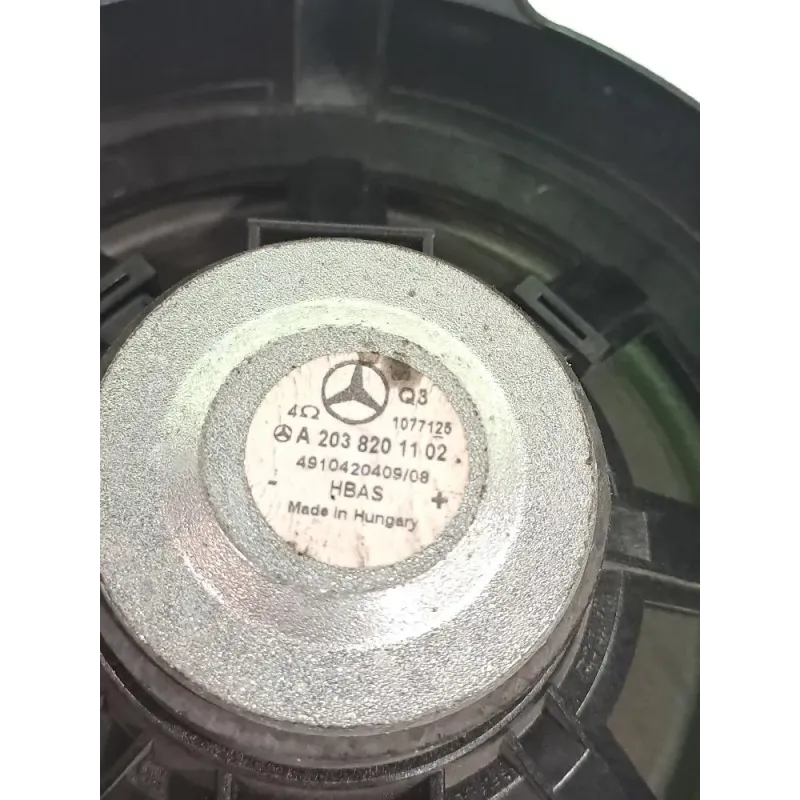 Q3
4Ω
1077125
A 203 820 11 02
4910420409/08
HBAS
- +
Made in Hungary